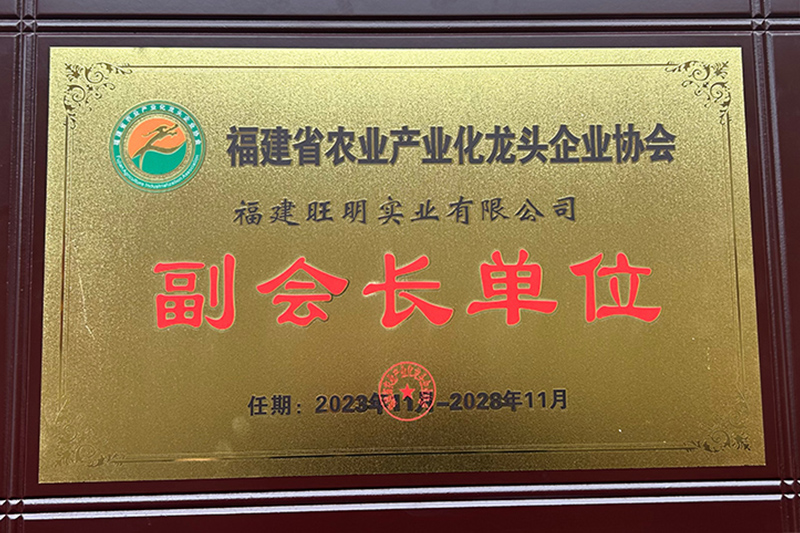 福建省农业产业化龙头企业协会
福建旺明实业有限公司
副会长单位
任期：2023年11月—2028年11月